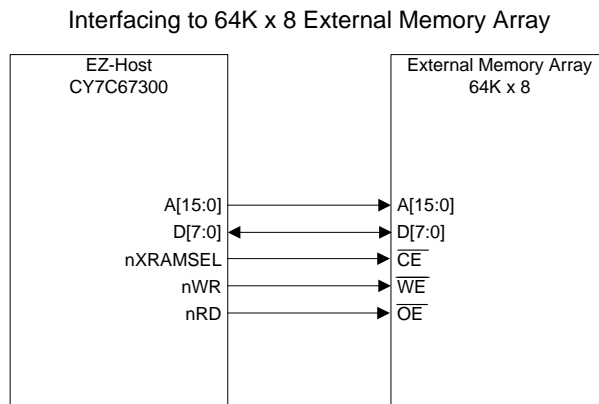 Interfacing to 64K x 8 External Memory Array
EZ-Host
CY7C67300
External Memory Array
64K x 8
A[15:0]
A[15:0]
D[7:0]
D[7:0]
nXRAMSEL
CE
nWR
WE
nRD
OE